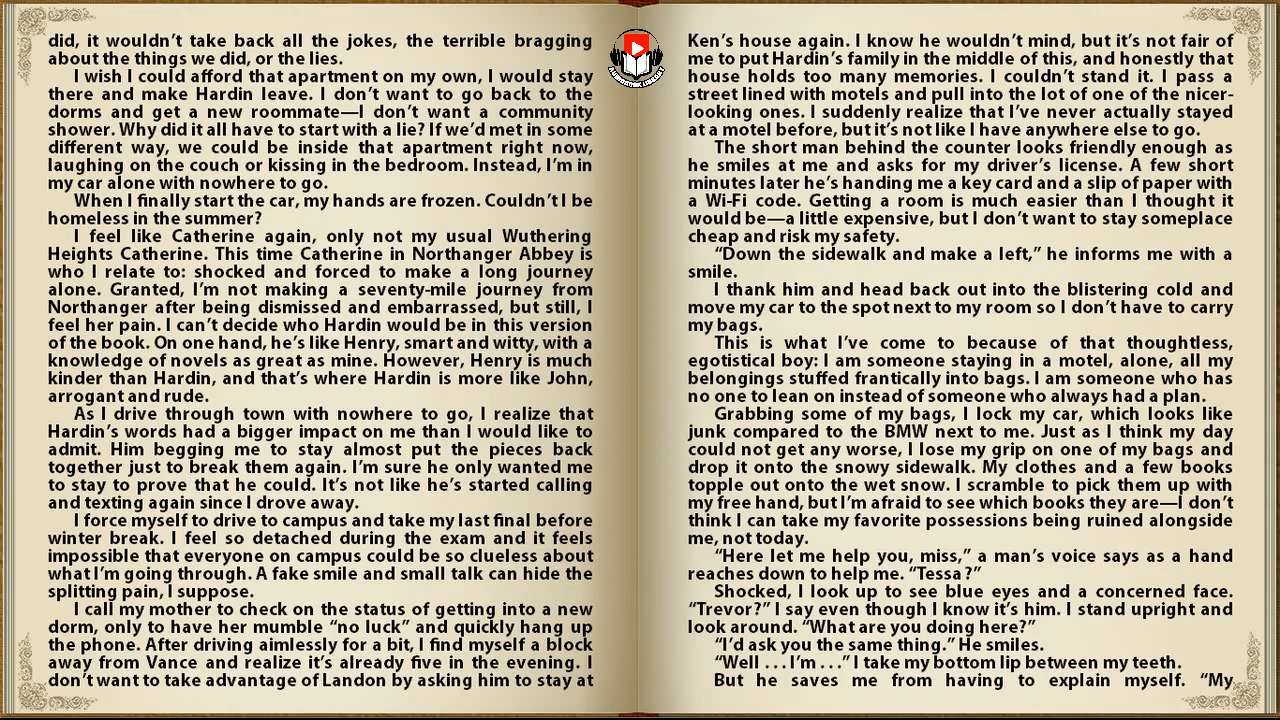 did, it wouldn't take back all the jokes, the terrible bragging
about the things we did, or the lies.
I wish I could afford that apartment on my own, I would stay
there and make Hardin leave. I don't want to go back to the
dorms and get a new roommate—I don't want a community
shower. Why did it all have to start with a lie? If we'd met in some
different way, we could be inside that apartment right now,
laughing on the couch or kissing in the bedroom. Instead, I'm in
my car alone with nowhere to go.
When I finally start the car, my hands are frozen. Couldn't I be
homeless in the summer?
I feel like Catherine again, only not my usual Wuthering
Heights Catherine. This time Catherine in Northanger Abbey is
who I relate to: shocked and forced to make a long journey
alone. Granted, I'm not making a seventy-mile journey from
Northanger after being dismissed and embarrassed, but still, I
feel her pain. I can't decide who Hardin would be in this version
of the book. On one hand, he's like Henry, smart and witty, with a
knowledge of novels as great as mine. However, Henry is much
kinder than Hardin, and that's where Hardin is more like John,
arrogant and rude.
As I drive through town with nowhere to go, I realize that
Hardin's words had a bigger impact on me than I would like to
admit. Him begging me to stay almost put the pieces back
together just to break them again. I'm sure he only wanted me
to stay to prove that he could. It's not like he's started calling
and texting again since I drove away.
I force myself to drive to campus and take my last final before
winter break. I feel so detached during the exam and it feels
impossible that everyone on campus could be so clueless about
what I'm going through. A fake smile and small talk can hide the
splitting pain, I suppose.
I call my mother to check on the status of getting into a new
dorm, only to have her mumble “no luck” and quickly hang up
the phone. After driving aimlessly for a bit, I find myself a block
away from Vance and realize it's already five in the evening. I
don't want to take advantage of Landon by asking him to stay at
Ken's house again. I know he wouldn't mind, but it's not fair of
me to put Hardin's family in the middle of this, and honestly that
house holds too many memories. I couldn't stand it. I pass a
street lined with motels and pull into the lot of one of the nicer-
looking ones. I suddenly realize that I've never actually stayed
at a motel before, but it's not like I have anywhere else to go.
The short man behind the counter looks friendly enough as
he smiles at me and asks for my driver's license. A few short
minutes later he's handing me a key card and a slip of paper with
a Wi-Fi code. Getting a room is much easier than I thought it
would be—a little expensive, but I don't want to stay someplace
cheap and risk my safety.
“Down the sidewalk and make a left,” he informs me with a
smile.
I thank him and head back out into the blistering cold and
move my car to the spot next to my room so I don't have to carry
my bags.
This is what I've come to because of that thoughtless,
egotistical boy: I am someone staying in a motel, alone, all my
belongings stuffed frantically into bags. I am someone who has
no one to lean on instead of someone who always had a plan.
Grabbing some of my bags, I lock my car, which looks like
junk compared to the BMW next to me. Just as I think my day
could not get any worse, I lose my grip on one of my bags and
drop it onto the snowy sidewalk. My clothes and a few books
topple out onto the wet snow. I scramble to pick them up with
my free hand, but I'm afraid to see which books they are—I don't
think I can take my favorite possessions being ruined alongside
me, not today.
“Here let me help you, miss,” a man's voice says as a hand
reaches down to help me. “Tessa?”
Shocked, I look up to see blue eyes and a concerned face.
“Trevor?” I say even though I know it's him. I stand upright and
look around. “What are you doing here?”
“I'd ask you the same thing.” He smiles.
“Well . . . I'm . . .” I take my bottom lip between my teeth.
But he saves me from having to explain myself. “My